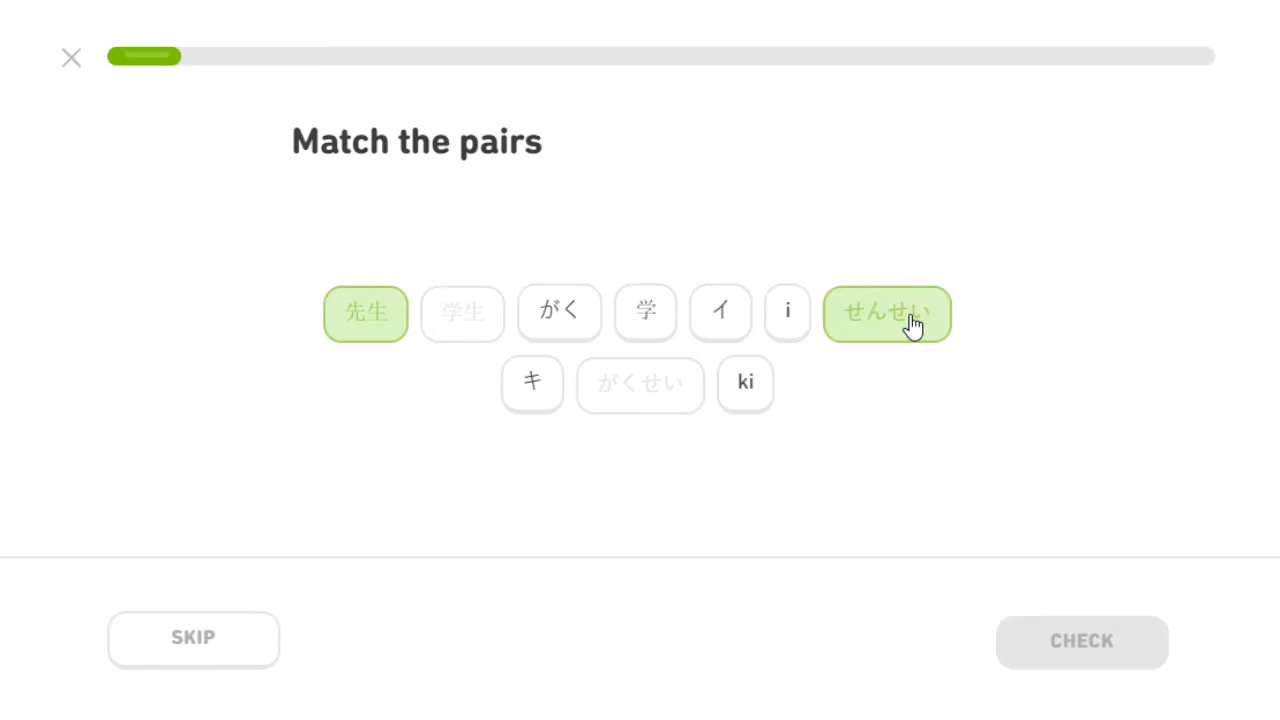 Match the pairs
先生 学生 がく 学 イ i せんせい
キ がくせい ki
SKIP CHECK